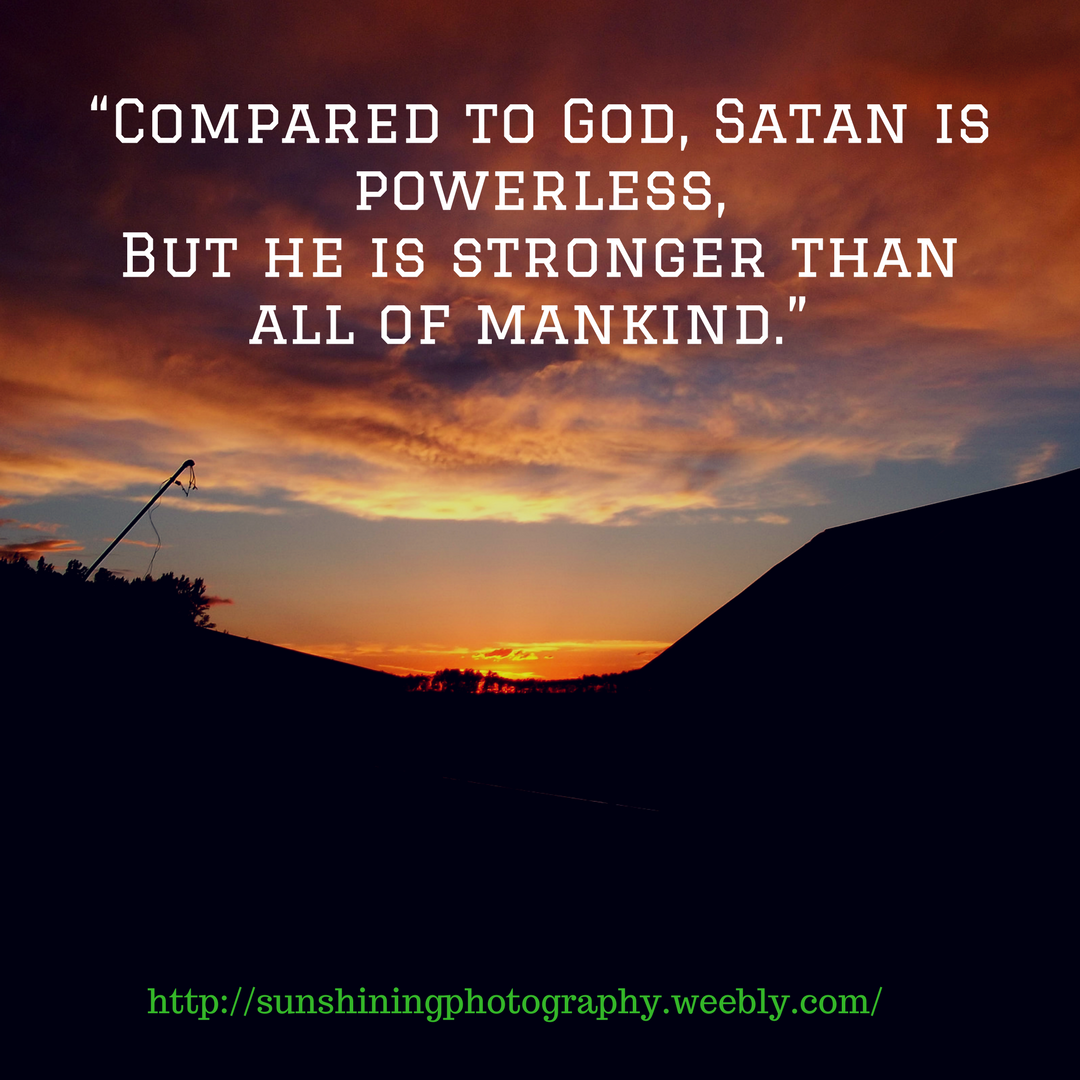 “Compared to God, Satan is
powerless,
But he is stronger than
all of mankind.”
http://sunshiningphotography.weebly.com/